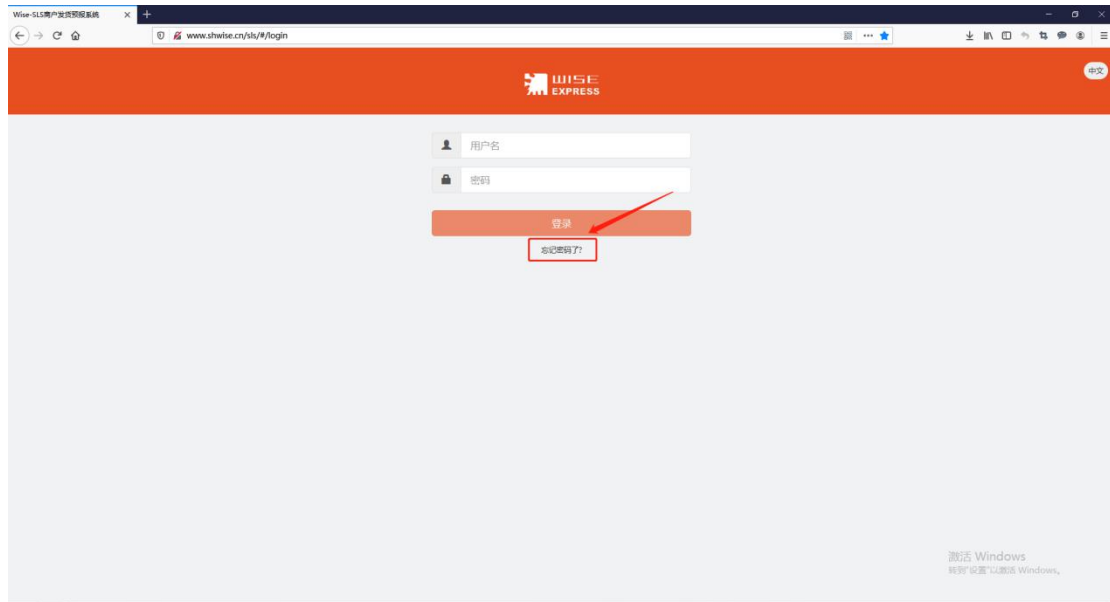 Wise-SLS商户发货预报系统
www.shwise.cn/sls/#/login
WISE
EXPRESS
中文
用户名
密码
登录
忘记密码了?
激活 Windows
转到"设置"以激活 Windows。